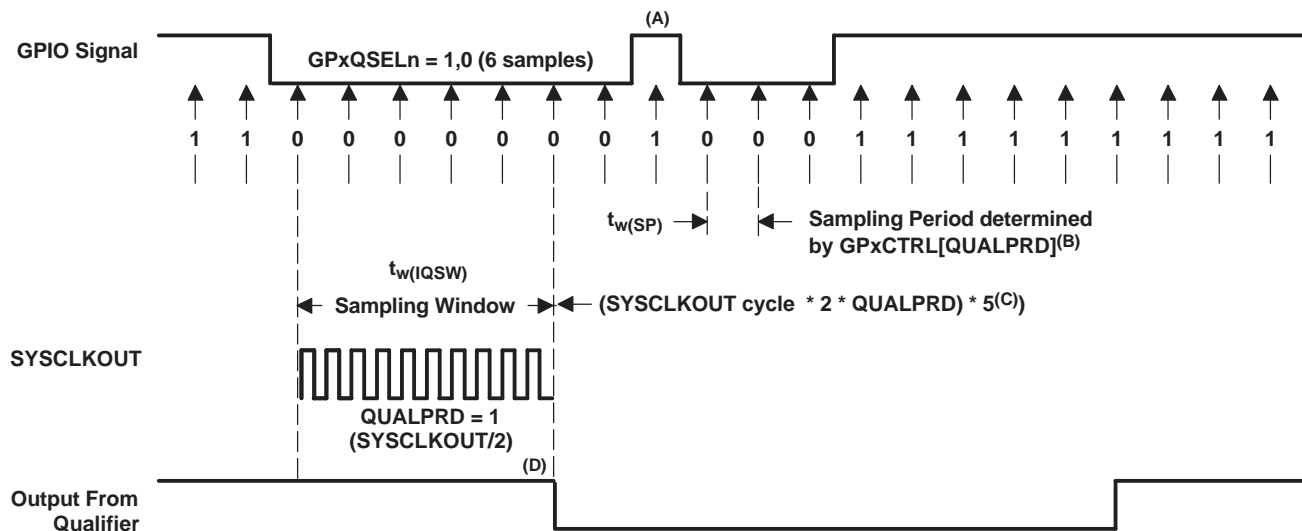 (A)
GPIO Signal
GPxQSELn = 1,0 (6 samples)
1 1 0 0 0 0 0 0 0 1 0 0 0 1 1 1 1 1 1 1 1 1
tw(SP)
Sampling Period determined
by GPxCTRL[QUALPRD](B)
tw(IQSW)
Sampling Window
(SYSCLKOUT cycle * 2 * QUALPRD) * 5(C))
SYSCLKOUT
QUALPRD = 1
(SYSCLKOUT/2)
(D)
Output From
Qualifier